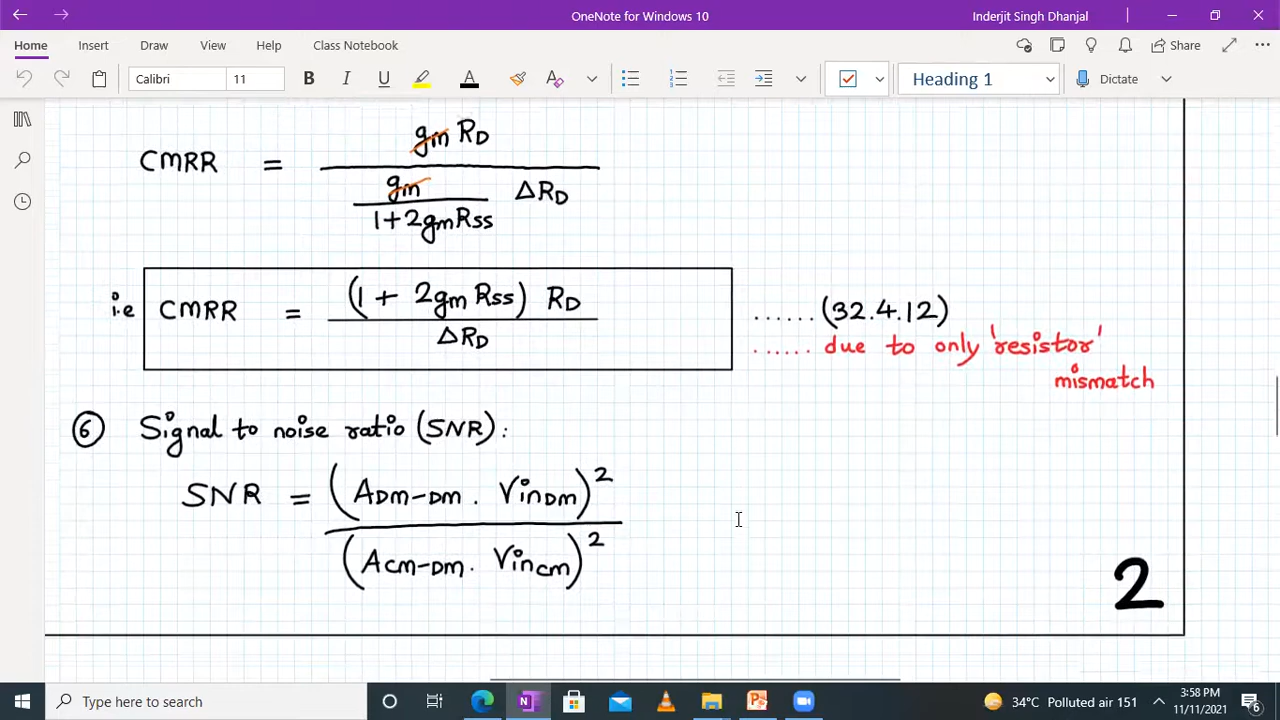 OneNote for Windows 10
Inderjit Singh Dhanjal
Home Insert Draw View Help Class Notebook
Share
Calibri 11 B I U A Heading 1 Dictate
CMRR = gm RD / (gm / 1+2gmRss) ΔRD
i.e CMRR = (1 + 2gm Rss) RD / ΔRD ...... (32.4.12)
...... due to only 'resistor'
mismatch
⑥ Signal to noise ratio (SNR) :
SNR = (ADM-DM . VinDM)² / (ACM-DM . VinCM)²
2
Type here to search
34°C Polluted air 151
3:58 PM
11/11/2021
6